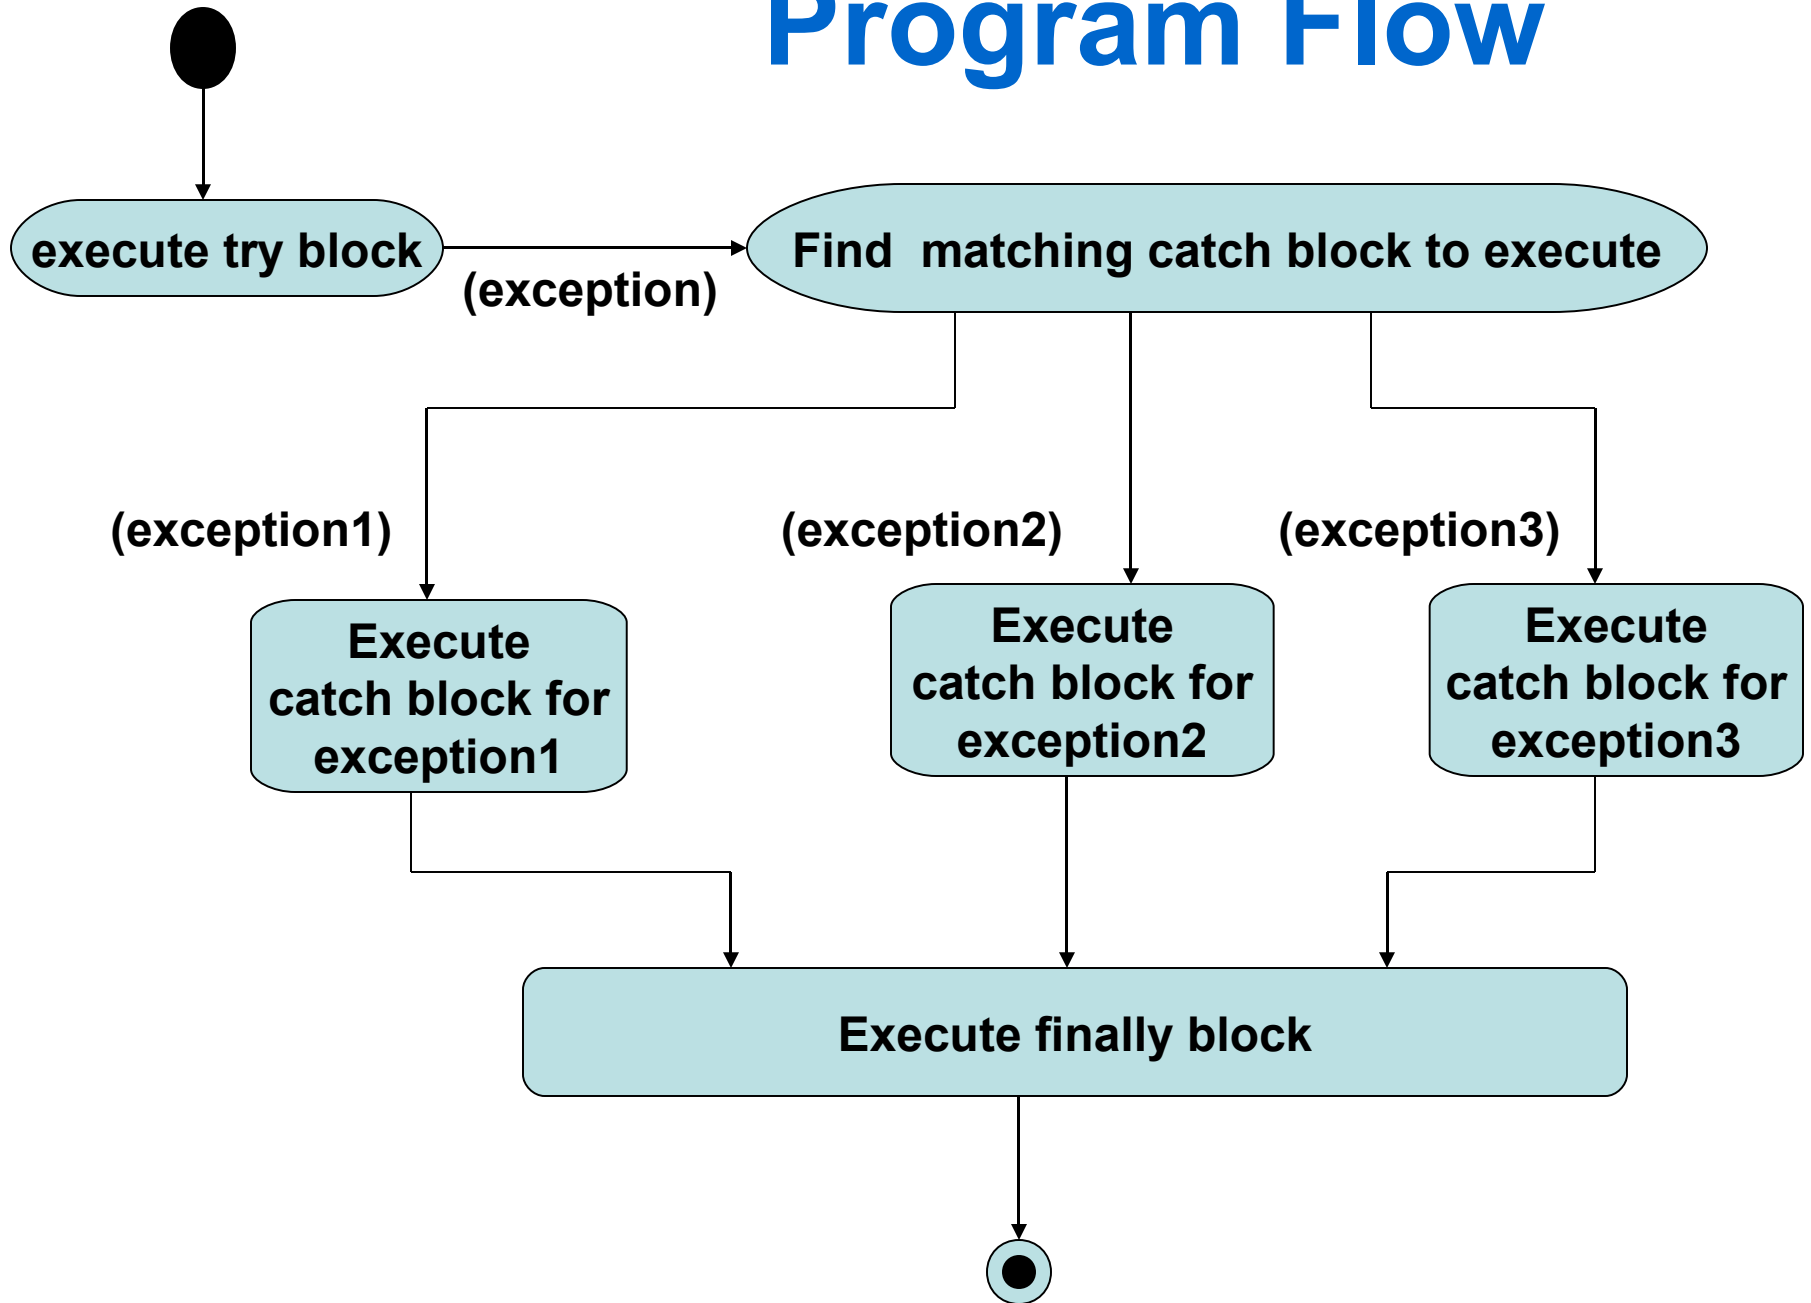 Program Flow
execute try block
Find matching catch block to execute
(exception)
(exception1)
(exception2)
(exception3)
Execute
catch block for
exception1
Execute
catch block for
exception2
Execute
catch block for
exception3
Execute finally block